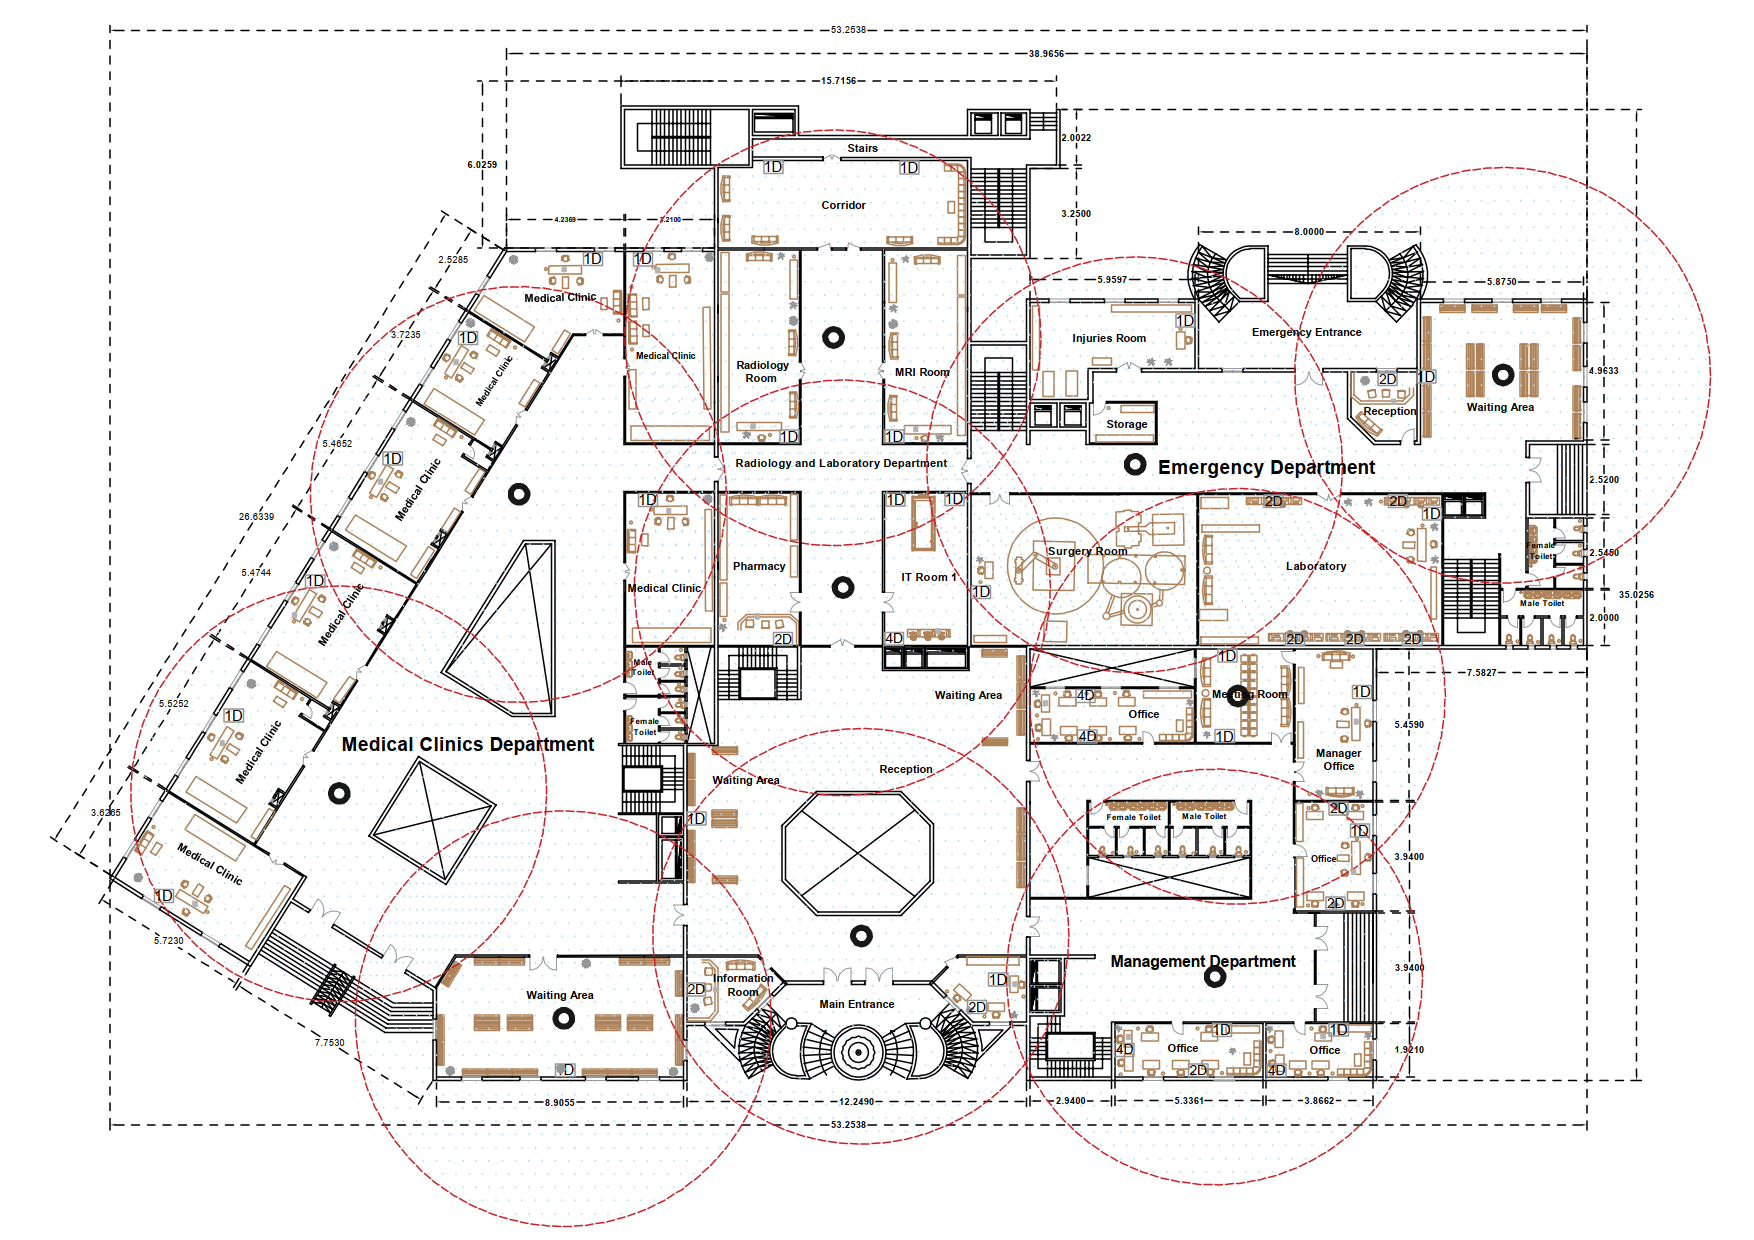 53.2538
38.9656
15.7156
2.0022
Stairs
6.0259
1D
1D
Corridor
3.2500
4.2369
3.2100
8.0000
2.5285
1D
1D
5.9597
5.8750
Medical Clinic
1D
Injuries Room
Emergency Entrance
3.7235
1D
Medical Clinic
Medical Clinic
Radiology
Room
MRI Room
2D
1D
4.9633
Reception
Waiting Area
Storage
5.4652
1D
1D
1D
Medical Clinic
Radiology and Laboratory Department
Emergency Department
2.5200
1D
1D
1D
2D
2D
1D
26.6339
Surgery Room
Female
Toilet
2.5450
5.4744
1D
Medical Clinic
Medical Clinic
Pharmacy
IT Room 1
1D
Laboratory
35.0256
Male Toilet
2.0000
2D
4D
2D
2D
2D
Male
Toilet
1D
7.5827
5.5252
1D
Waiting Area
4D
Meeting Room
1D
Office
Female
Toilet
4D
1D
5.4590
Medical Clinic
Medical Clinics Department
Manager
Office
Reception
Waiting Area
3.6265
1D
Female Toilet
Male Toilet
2D
1D
Medical Clinic
Office
3.9400
1D
2D
5.7230
Management Department
3.9400
Information
Room
2D
1D
Waiting Area
Main Entrance
2D
7.7530
1D
4D
Office
1D
2D
1D
Office
4D
1.9210
8.9055
12.2490
2.9400
5.3361
3.8662
53.2538